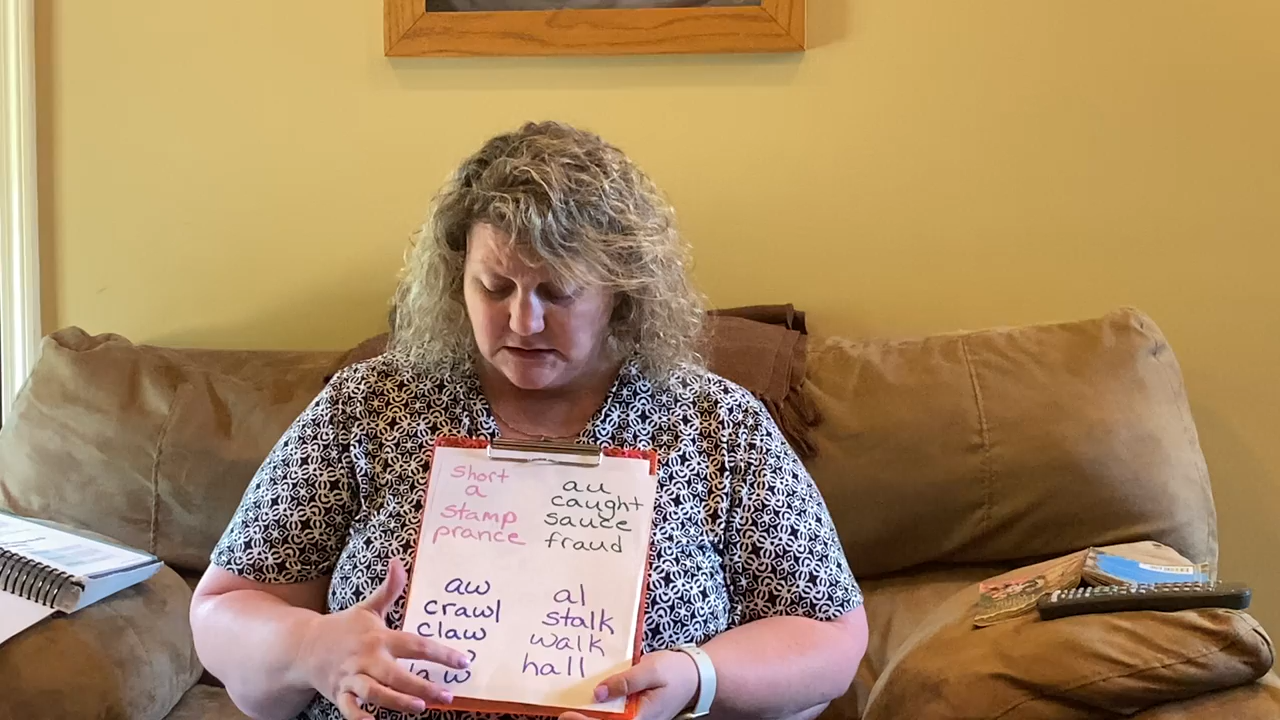 short
a
stamp
prance
au
caught
sauce
fraud
aw
crawl
claw
al
stalk
walk
hall